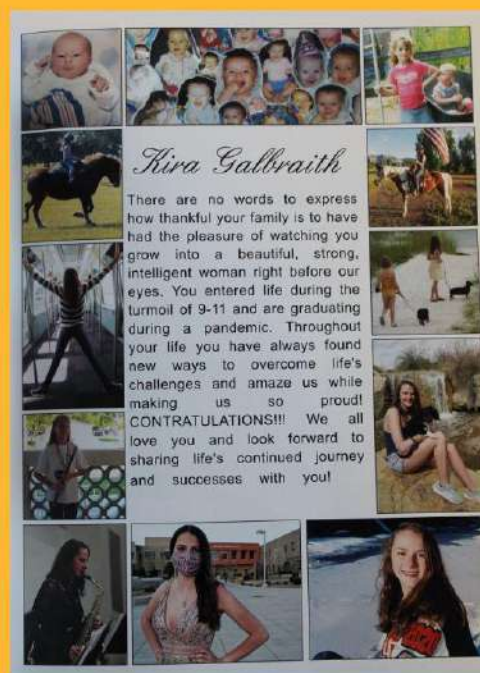 Kira Galbraith
There are no words to express
how thankful your family is to have
had the pleasure of watching you
grow into a beautiful, strong,
intelligent woman right before our
eyes. You entered life during the
turmoil of 9-11 and are graduating
during a pandemic. Throughout
your life you have always found
new ways to overcome life's
challenges and amaze us while
making us so proud!
CONTRATULATIONS!!! We all
love you and look forward to
sharing life's continued journey
and successes with you!